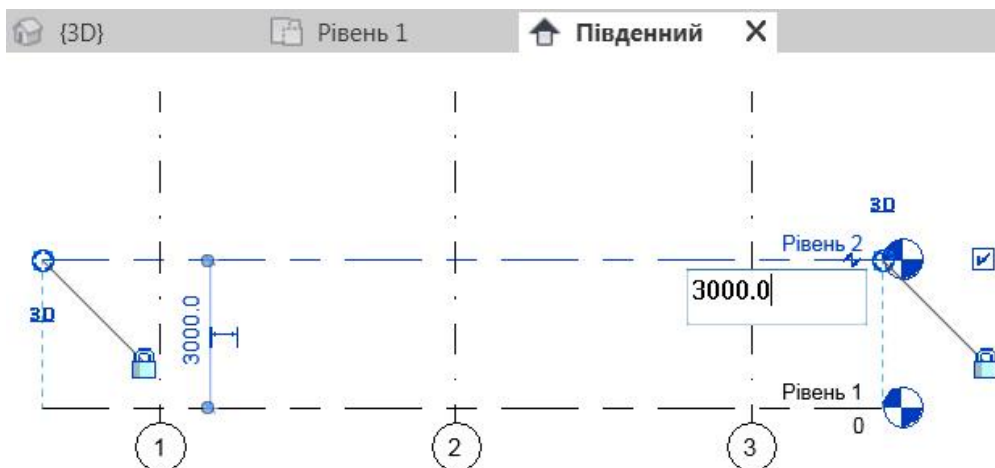 {3D} Рівень 1 Південний X
3D
Рівень 2
3000.0
3D
3000.0
Рівень 1
0
1 2 3